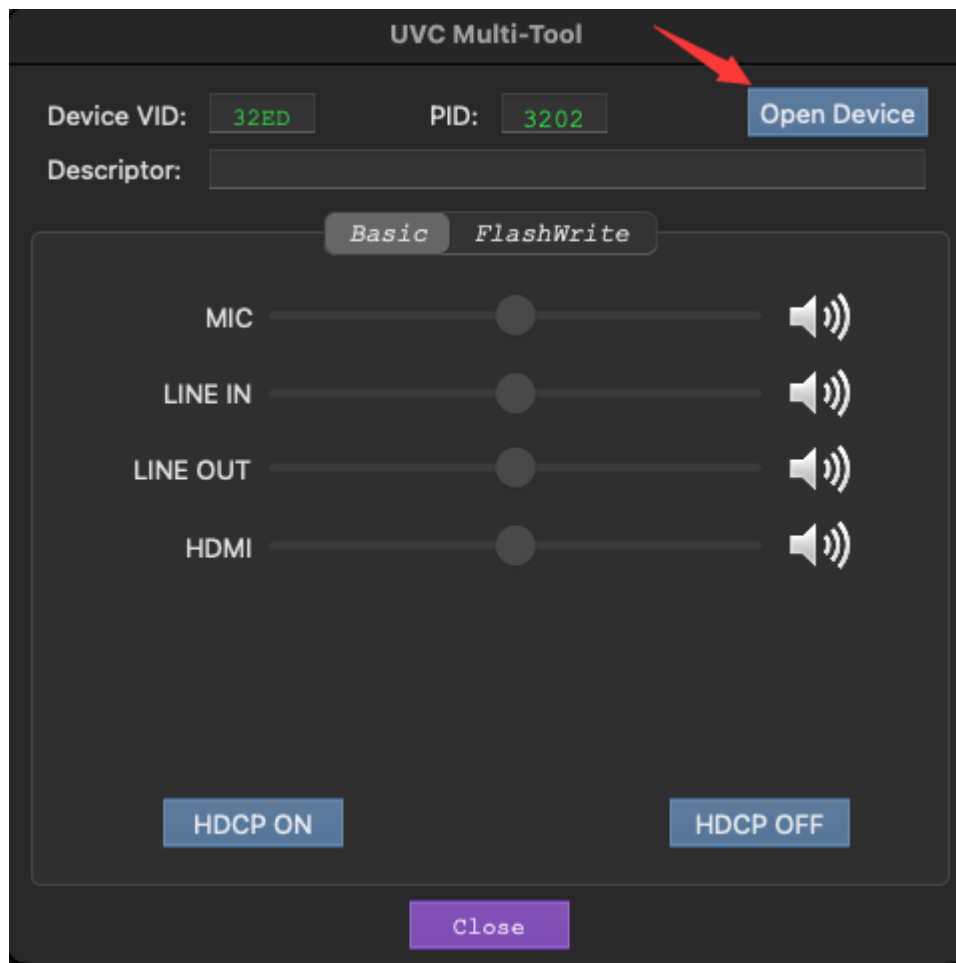 UVC Multi-Tool
Device VID: 32ED PID: 3202 Open Device
Descriptor:
Basic FlashWrite
MIC
LINE IN
LINE OUT
HDMI
HDCP ON HDCP OFF
Close